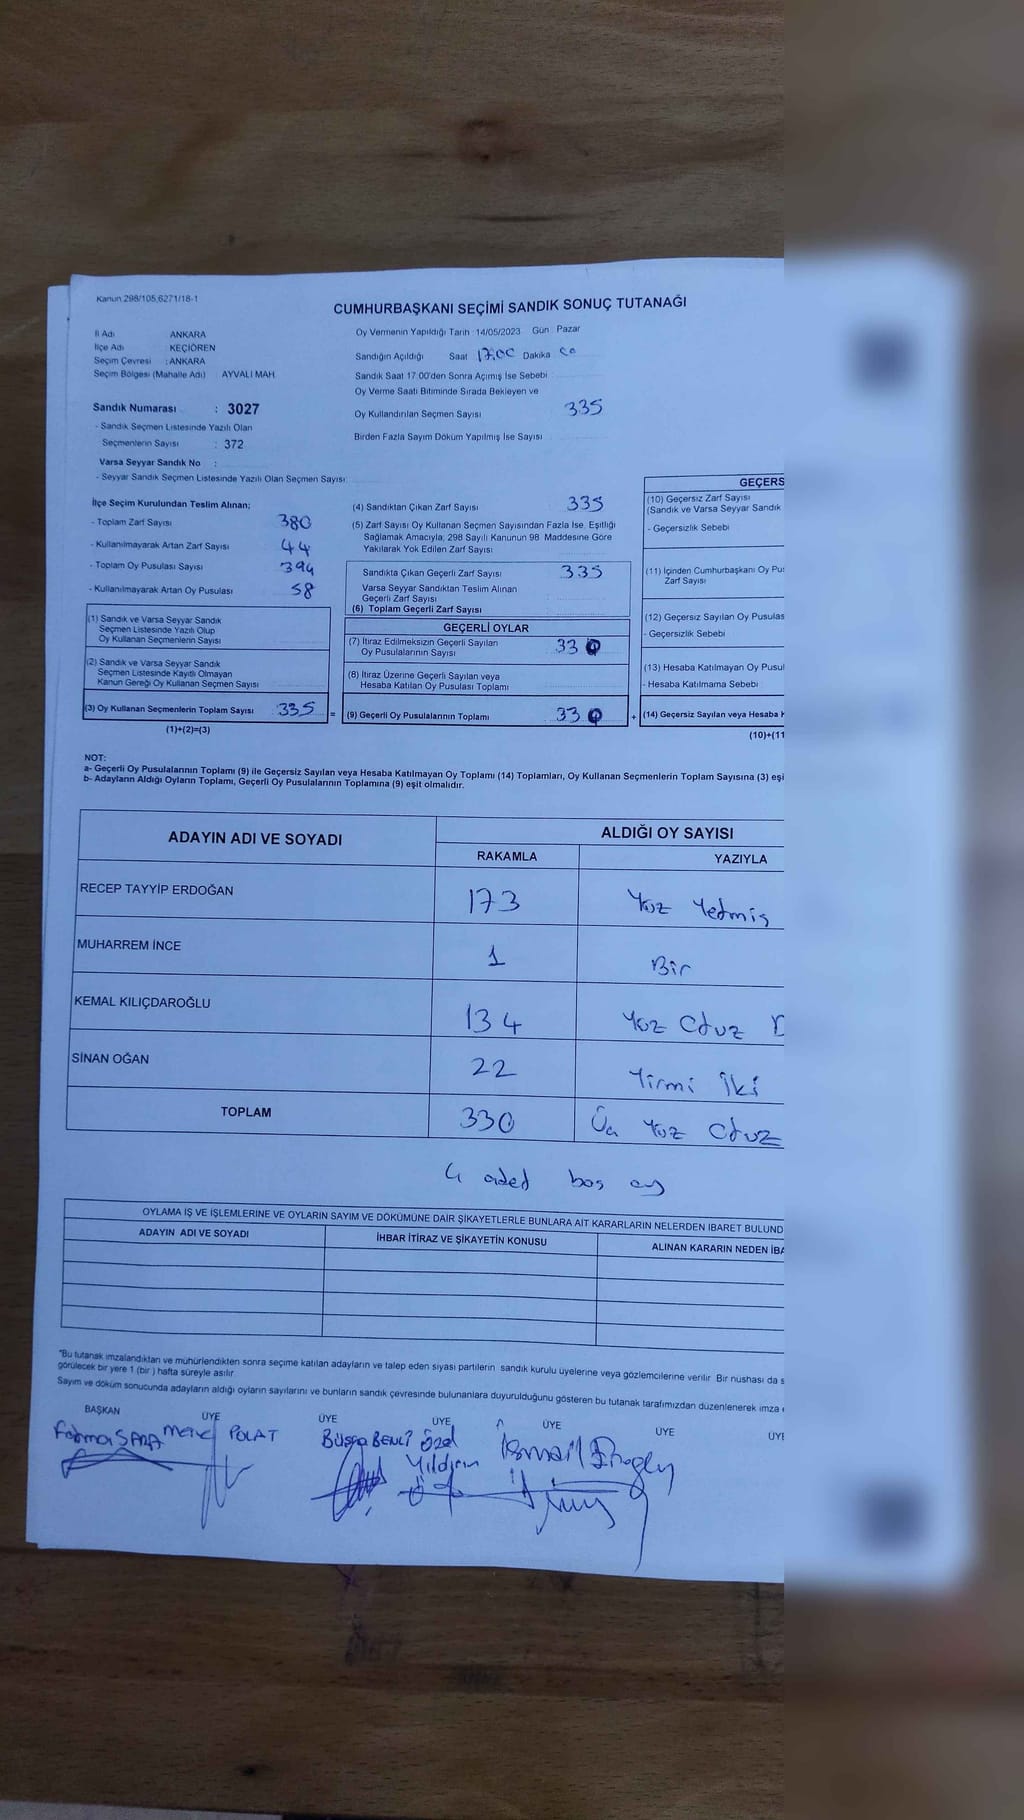 Kanun 298/105,6271/18-1
CUMHURBAŞKANI SEÇİMİ SANDIK SONUÇ TUTANAĞI
İl Adı ANKARA
İlçe Adı : KEÇİÖREN
Seçim Çevresi : ANKARA
Seçim Bölgesi (Mahalle Adı) : AYVALI MAH.
Oy Vermenin Yapıldığı Tarih : 14/05/2023 Gün Pazar
Sandığın Açıldığı Saat 17.00 Dakika 00
Sandık Saat 17:00'den Sonra Açımış İse Sebebi
Oy Verme Saati Bitiminde Sırada Bekleyen ve
Oy Kullandırılan Seçmen Sayısı 335
Birden Fazla Sayım Döküm Yapılmış İse Sayısı
Sandık Numarası : 3027
- Sandık Seçmen Listesinde Yazılı Olan
Seçmenlerin Sayısı : 372
Varsa Seyyar Sandık No :
- Seyyar Sandık Seçmen Listesinde Yazılı Olan Seçmen Sayısı:
İlçe Seçim Kurulundan Teslim Alınan;
- Toplam Zarf Sayısı 380
- Kullanılmayarak Artan Zarf Sayısı 44
- Toplam Oy Pusulası Sayısı 394
- Kullanılmayarak Artan Oy Pusulası 58
(1) Sandık ve Varsa Seyyar Sandık
Seçmen Listesinde Yazılı Olup
Oy Kullanan Seçmenlerin Sayısı
(2) Sandık ve Varsa Seyyar Sandık
Seçmen Listesinde Kayıtlı Olmayan
Kanun Gereği Oy Kullanan Seçmen Sayısı
(3) Oy Kullanan Seçmenlerin Toplam Sayısı 335 =
(1)+(2)=(3)
(4) Sandıktan Çıkan Zarf Sayısı 335
(5) Zarf Sayısı Oy Kullanan Seçmen Sayısından Fazla İse, Eşitliği
Sağlamak Amacıyla; 298 Sayılı Kanunun 98. Maddesine Göre
Yakılarak Yok Edilen Zarf Sayısı
Sandıkta Çıkan Geçerli Zarf Sayısı 335
Varsa Seyyar Sandıktan Teslim Alınan
Geçerli Zarf Sayısı
(6) Toplam Geçerli Zarf Sayısı
GEÇERLİ OYLAR
(7) İtiraz Edilmeksizin Geçerli Sayılan
Oy Pusulalarının Sayısı 330
(8) İtiraz Üzerine Geçerli Sayılan veya
Hesaba Katılan Oy Pusulası Toplamı
(9) Geçerli Oy Pusulalarının Toplamı 330 +
GEÇERS
(10) Geçersiz Zarf Sayısı
(Sandık ve Varsa Seyyar Sandık
- Geçersizlik Sebebi
(11) İçinden Cumhurbaşkanı Oy Pu
Zarf Sayısı
(12) Geçersiz Sayılan Oy Pusulas
- Geçersizlik Sebebi
(13) Hesaba Katılmayan Oy Pusul
- Hesaba Katılmama Sebebi
(14) Geçersiz Sayılan veya Hesaba K
(10)+(11
NOT:
a- Geçerli Oy Pusulalarının Toplamı (9) ile Geçersiz Sayılan veya Hesaba Katılmayan Oy Toplamı (14) Toplamları, Oy Kullanan Seçmenlerin Toplam Sayısına (3) eşi
b- Adayların Aldığı Oyların Toplamı, Geçerli Oy Pusulalarının Toplamına (9) eşit olmalıdır.
ADAYIN ADI VE SOYADI ALDIĞI OY SAYISI
RAKAMLA YAZIYLA
RECEP TAYYİP ERDOĞAN 173 Yüz Yetmiş
MUHARREM İNCE 1 Bir
KEMAL KILIÇDAROĞLU 134 Yüz Otuz D
SİNAN OĞAN 22 Yirmi İki
TOPLAM 330 Üç Yüz Otuz
4 aded boş oy
OYLAMA İŞ VE İŞLEMLERİNE VE OYLARIN SAYIM VE DÖKÜMÜNE DAİR ŞİKAYETLERLE BUNLARA AİT KARARLARIN NELERDEN İBARET BULUND
ADAYIN ADI VE SOYADI İHBAR İTİRAZ VE ŞİKAYETİN KONUSU ALINAN KARARIN NEDEN İBA
"Bu tutanak imzalandıktan ve mühürlendikten sonra seçime katılan adayların ve talep eden siyasi partilerin sandık kurulu üyelerine veya gözlemcilerine verilir. Bir nüshası da s
görülecek bir yere 1 (bir ) hafta süreyle asılır.
Sayım ve döküm sonucunda adayların aldığı oyların sayılarını ve bunların sandık çevresinde bulunanlara duyurulduğunu gösteren bu tutanak tarafımızdan düzenlenerek imza
BAŞKAN ÜYE ÜYE ÜYE ÜYE ÜYE ÜYE
POLAT Özel İsmail
Yıldırım